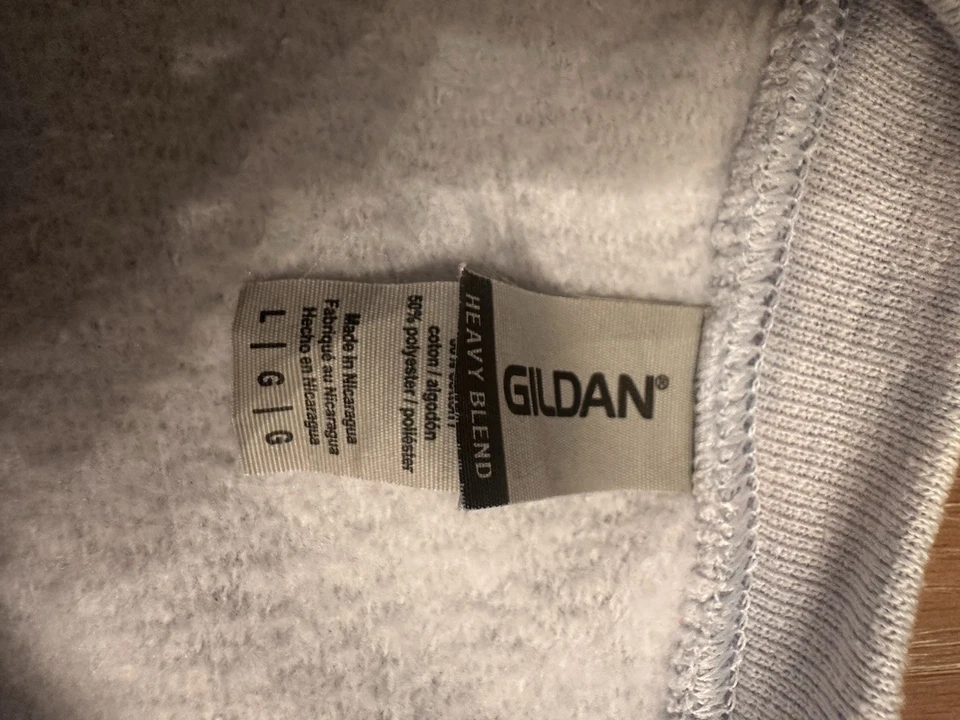 GILDAN®
HEAVY BLEND
coton / algodón
50% polyester / poliéster
Made in Nicaragua
Fabriqué au Nicaragua
Hecho en Nicaragua
L | G | G